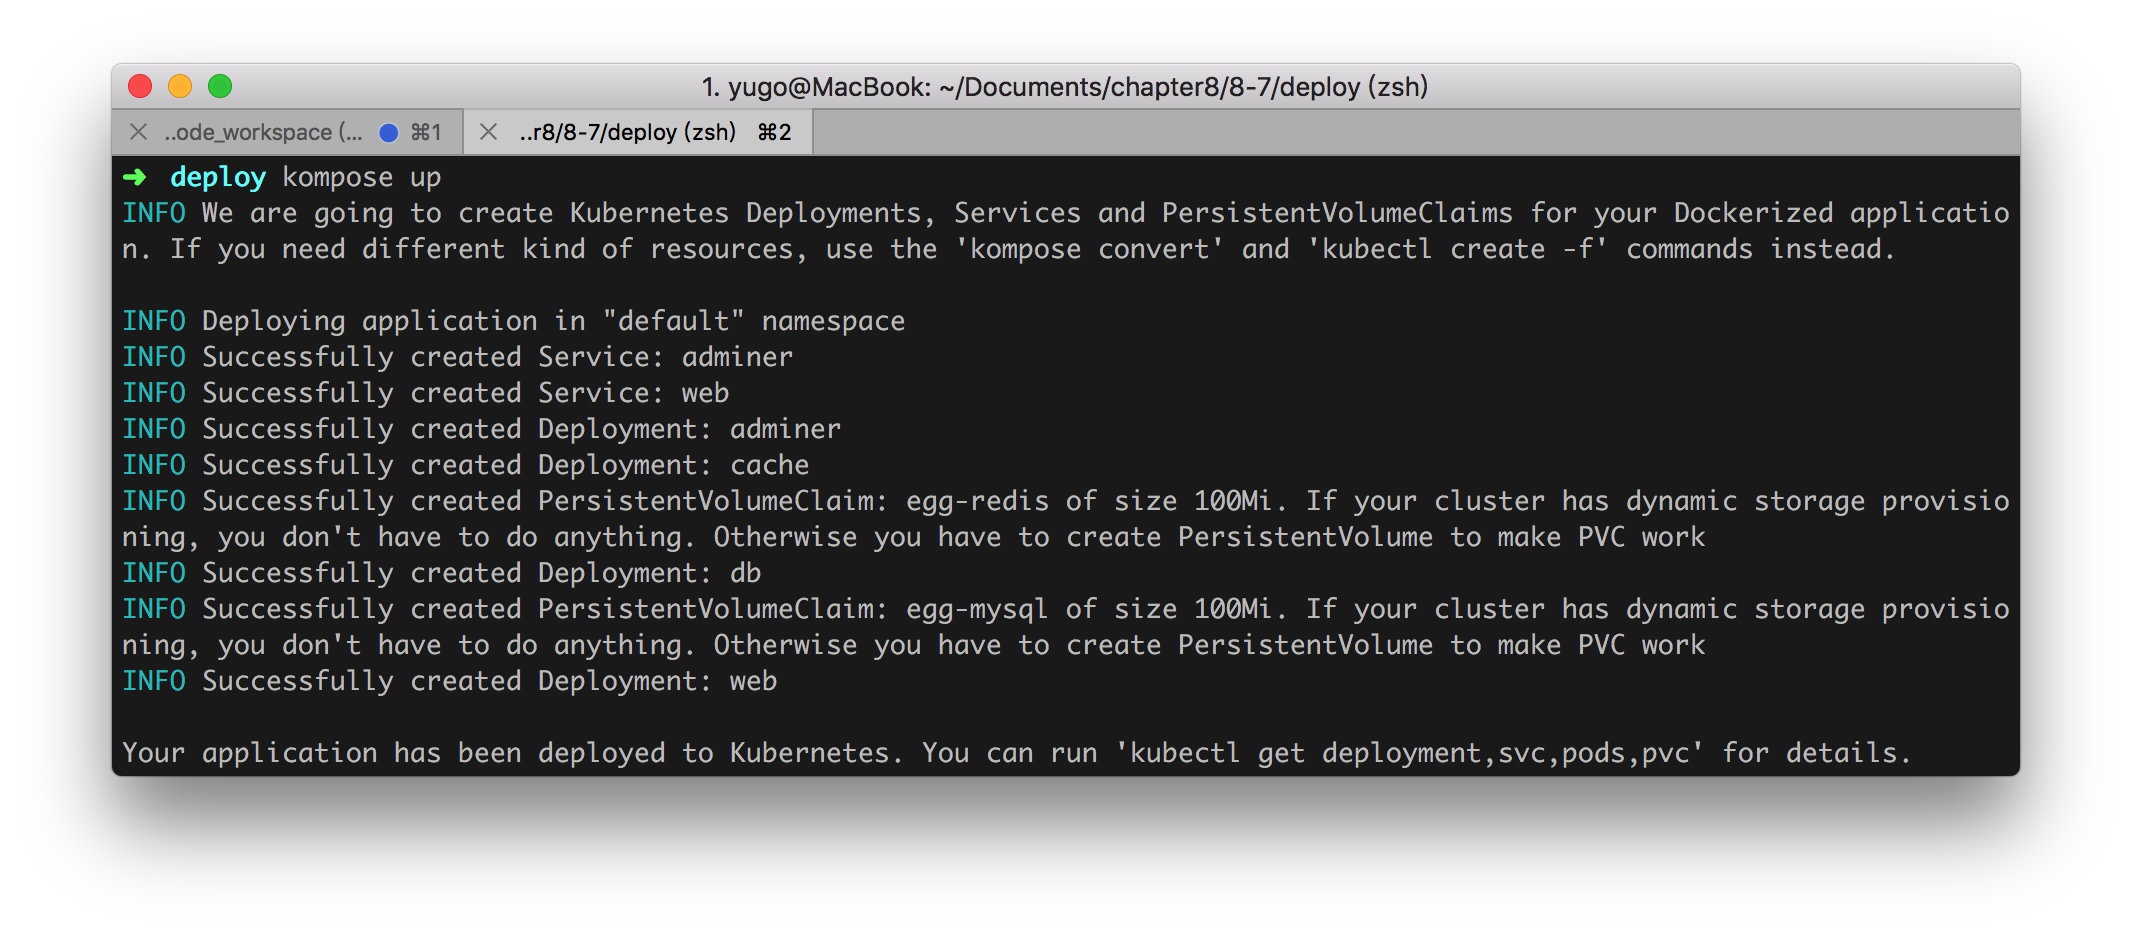 1. yugo@MacBook: ~/Documents/chapter8/8-7/deploy (zsh)
..ode_workspace (... ⌘1
..r8/8-7/deploy (zsh) ⌘2
➜ deploy kompose up
INFO We are going to create Kubernetes Deployments, Services and PersistentVolumeClaims for your Dockerized applicatio
n. If you need different kind of resources, use the 'kompose convert' and 'kubectl create -f' commands instead.
INFO Deploying application in "default" namespace
INFO Successfully created Service: adminer
INFO Successfully created Service: web
INFO Successfully created Deployment: adminer
INFO Successfully created Deployment: cache
INFO Successfully created PersistentVolumeClaim: egg-redis of size 100Mi. If your cluster has dynamic storage provisio
ning, you don't have to do anything. Otherwise you have to create PersistentVolume to make PVC work
INFO Successfully created Deployment: db
INFO Successfully created PersistentVolumeClaim: egg-mysql of size 100Mi. If your cluster has dynamic storage provisio
ning, you don't have to do anything. Otherwise you have to create PersistentVolume to make PVC work
INFO Successfully created Deployment: web
Your application has been deployed to Kubernetes. You can run 'kubectl get deployment,svc,pods,pvc' for details.